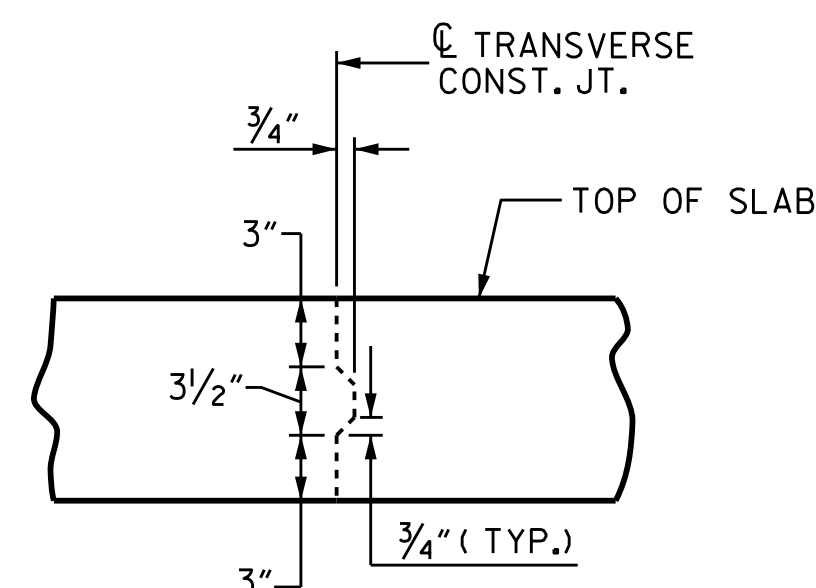 ℄ TRANSVERSE
CONST. JT.
3/4"
TOP OF SLAB
3"
3 1/2"
3/4" ( TYP.)
3"